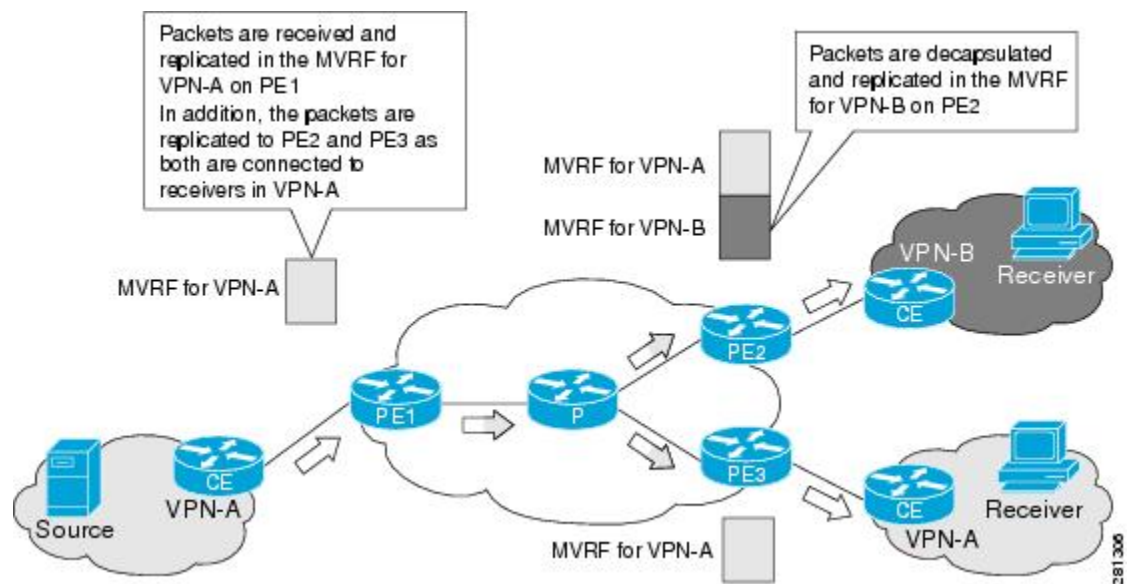 Packets are received and
replicated in the MVRF for
VPN-A on PE1
In addition, the packets are
replicated to PE2 and PE3 as
both are connected to
receivers in VPN-A
Packets are decapsulated
and replicated in the MVRF
for VPN-B on PE2
MVRF for VPN-A
MVRF for VPN-B
MVRF for VPN-A
VPN-B
Receiver
CE
PE2
PE1
P
PE3
CE
VPN-A
Source
CE
Receiver
VPN-A
MVRF for VPN-A
281306